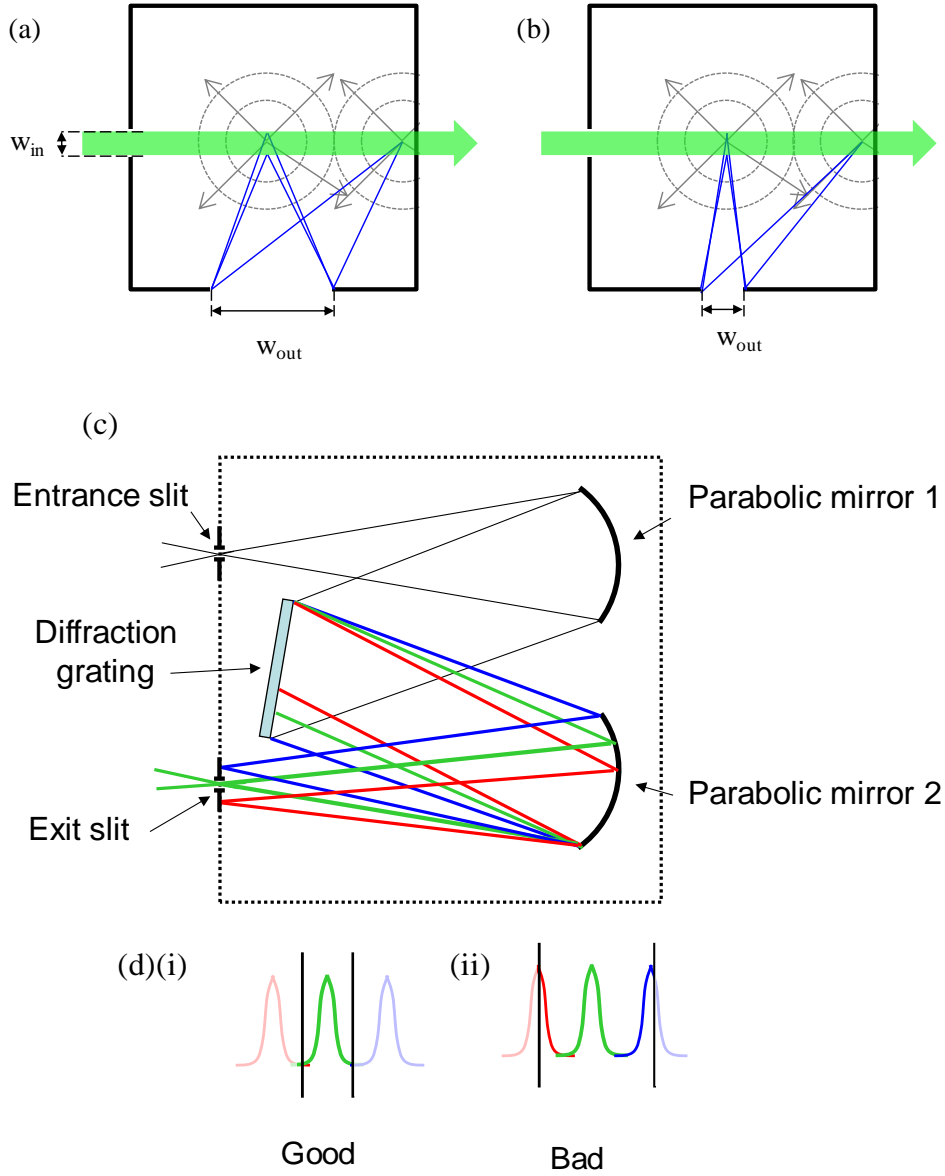 (a)
(b)
w_in
w_out
w_out
(c)
Entrance slit
Parabolic mirror 1
Diffraction
grating
Parabolic mirror 2
Exit slit
(d)(i)
(ii)
Good
Bad